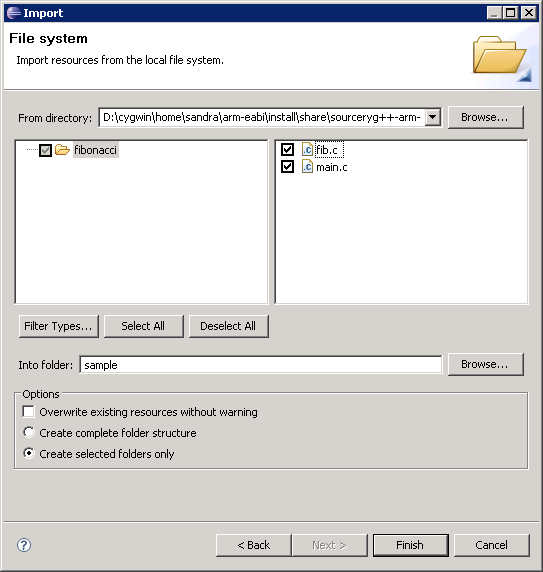 Import
File system
Import resources from the local file system.
From directory: D:\cygwin\home\sandra\arm-eabi\install\share\sourceryg++-arm- Browse...
fibonacci
.c fib.c
.c main.c
Filter Types... Select All Deselect All
Into folder: sample Browse...
Options
Overwrite existing resources without warning
Create complete folder structure
Create selected folders only
? < Back Next > Finish Cancel